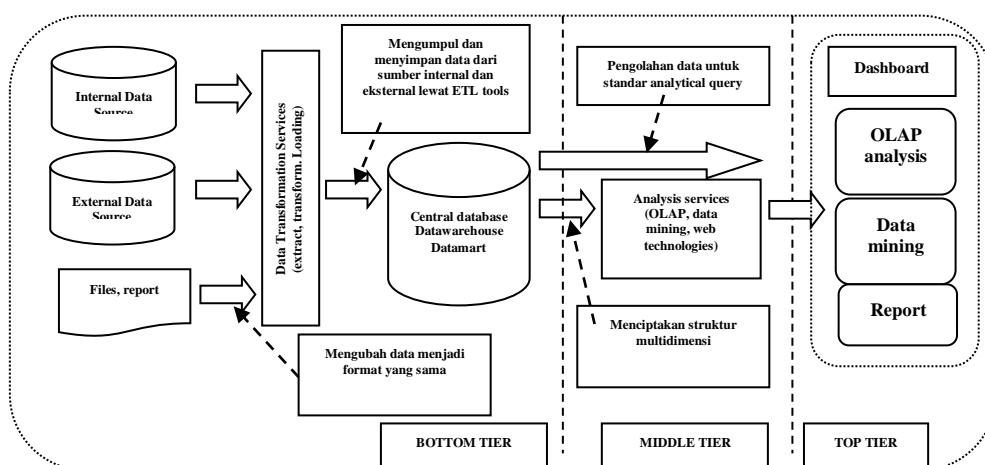 Internal Data
Source
External Data
Source
Files, report
Data Transformation Services
(extract, transform. Loading)
Mengumpul dan
menyimpan data dari
sumber internal dan
eksternal lewat ETL tools
Mengubah data menjadi
format yang sama
Central database
Datawarehouse
Datamart
Pengolahan data untuk
standar analytical query
Analysis services
(OLAP, data
mining, web
technologies)
Menciptakan struktur
multidimensi
Dashboard
OLAP
analysis
Data
mining
Report
BOTTOM TIER
MIDDLE TIER
TOP TIER